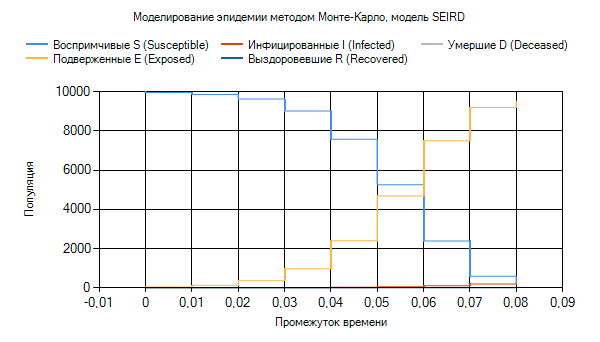 Моделирование эпидемии методом Монте-Карло, модель SEIRD
Воспримчивые S (Susceptible) Инфицированные I (Infected) Умершие D (Deceased)
Подверженные E (Exposed) Выздоровевшие R (Recovered)
10000
8000
6000
4000
2000
0
Популяция
-0,01 0 0,01 0,02 0,03 0,04 0,05 0,06 0,07 0,08 0,09
Промежуток времени